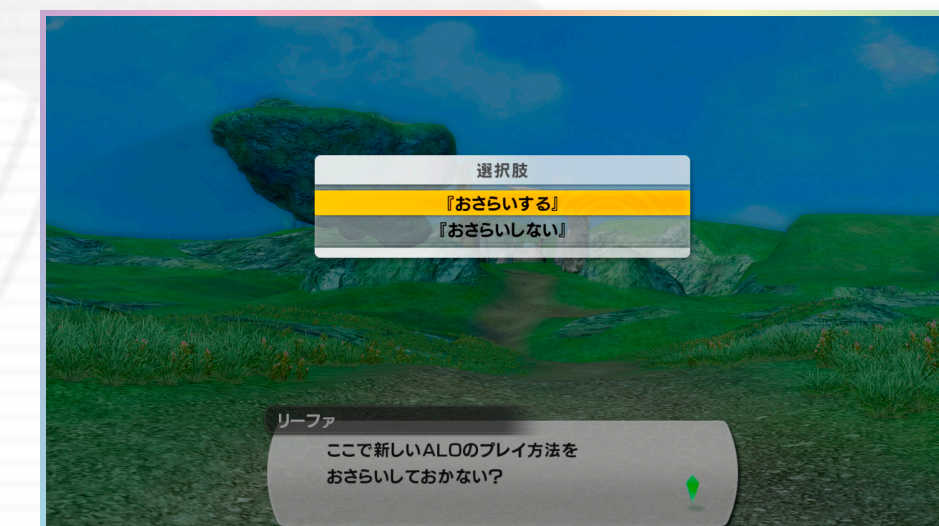 選択肢
『おさらいする』
『おさらいしない』
リーファ
ここで新しいALOのプレイ方法を
おさらいしておかない?